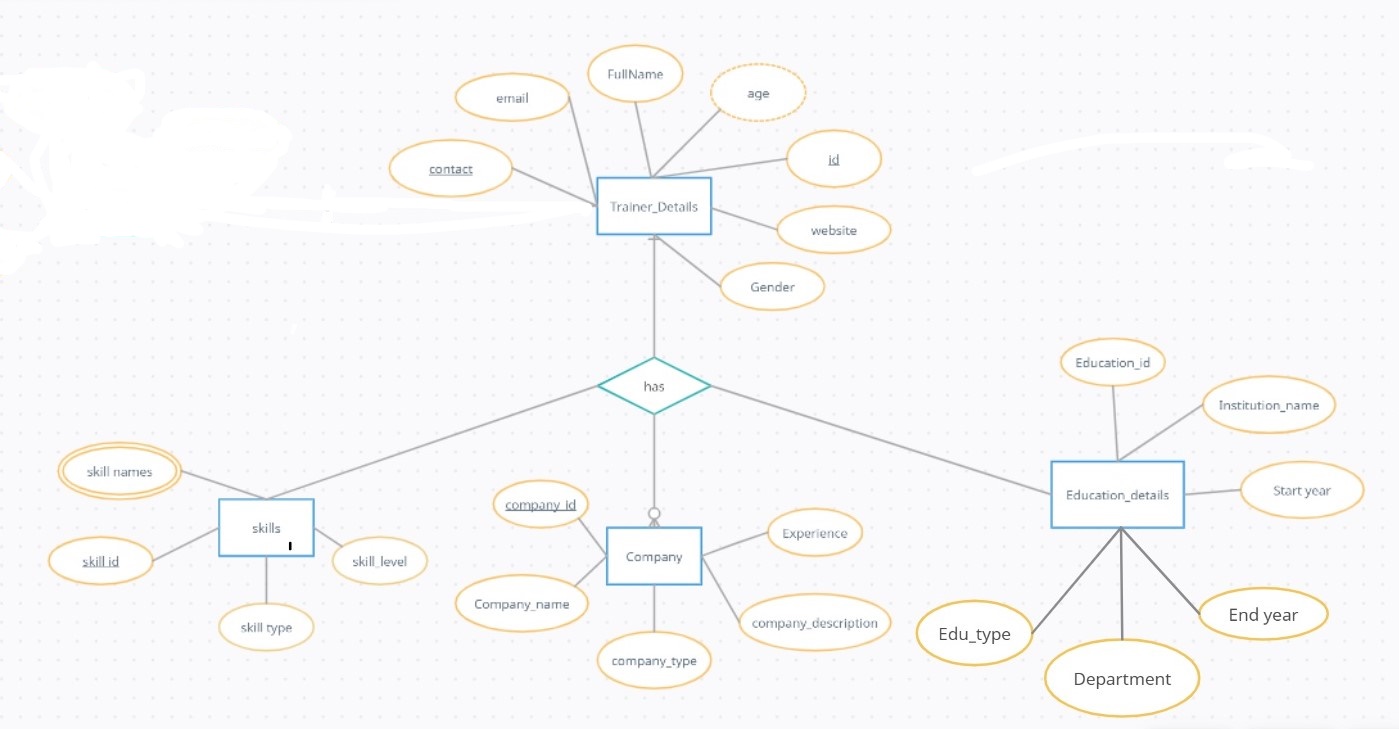 FullName
age
email
id
contact
Trainer_Details
website
Gender
Education_id
has
Institution_name
skill names
Start year
Education_details
company_id
skills
Experience
Company
skill id
skill_level
Company_name
End year
company_description
skill type
Edu_type
company_type
Department